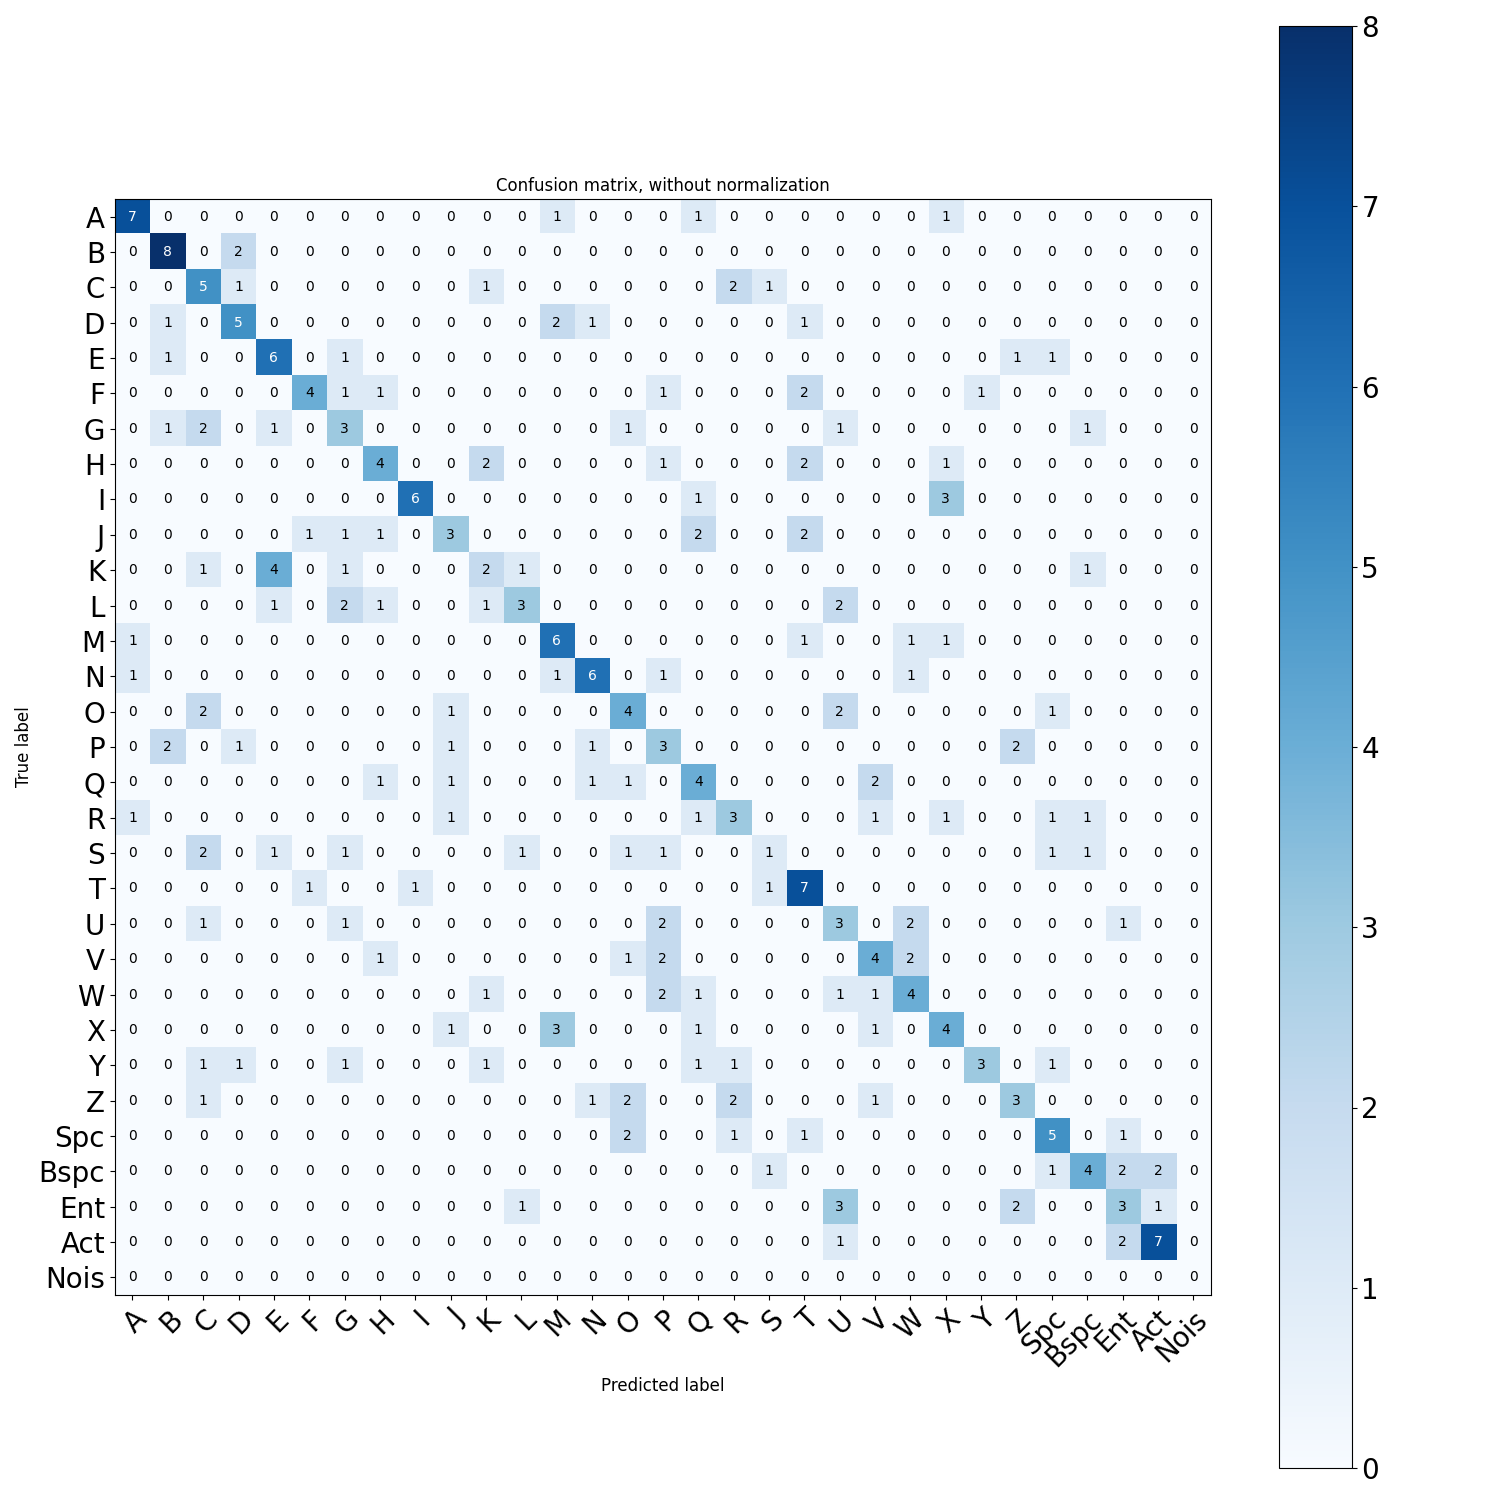 Confusion matrix, without normalization
A 7 0 0 0 0 0 0 0 0 0 0 0 1 0 0 0 1 0 0 0 0 0 0 1 0 0 0 0 0 0 0
B 0 8 0 2 0 0 0 0 0 0 0 0 0 0 0 0 0 0 0 0 0 0 0 0 0 0 0 0 0 0 0
C 0 0 5 1 0 0 0 0 0 0 1 0 0 0 0 0 0 2 1 0 0 0 0 0 0 0 0 0 0 0 0
D 0 1 0 5 0 0 0 0 0 0 0 0 2 1 0 0 0 0 0 1 0 0 0 0 0 0 0 0 0 0 0
E 0 1 0 0 6 0 1 0 0 0 0 0 0 0 0 0 0 0 0 0 0 0 0 0 0 1 1 0 0 0 0
F 0 0 0 0 0 4 1 1 0 0 0 0 0 0 0 1 0 0 0 2 0 0 0 0 1 0 0 0 0 0 0
G 0 1 2 0 1 0 3 0 0 0 0 0 0 0 1 0 0 0 0 0 1 0 0 0 0 0 0 1 0 0 0
H 0 0 0 0 0 0 0 4 0 0 2 0 0 0 0 1 0 0 0 2 0 0 0 1 0 0 0 0 0 0 0
I 0 0 0 0 0 0 0 0 6 0 0 0 0 0 0 0 1 0 0 0 0 0 0 3 0 0 0 0 0 0 0
J 0 0 0 0 0 1 1 1 0 3 0 0 0 0 0 0 2 0 0 2 0 0 0 0 0 0 0 0 0 0 0
K 0 0 1 0 4 0 1 0 0 0 2 1 0 0 0 0 0 0 0 0 0 0 0 0 0 0 0 1 0 0 0
L 0 0 0 0 1 0 2 1 0 0 1 3 0 0 0 0 0 0 0 0 2 0 0 0 0 0 0 0 0 0 0
M 1 0 0 0 0 0 0 0 0 0 0 0 6 0 0 0 0 0 0 1 0 0 1 1 0 0 0 0 0 0 0
N 1 0 0 0 0 0 0 0 0 0 0 0 1 6 0 1 0 0 0 0 0 0 1 0 0 0 0 0 0 0 0
O 0 0 2 0 0 0 0 0 0 1 0 0 0 0 4 0 0 0 0 0 2 0 0 0 0 0 1 0 0 0 0
P 0 2 0 1 0 0 0 0 0 1 0 0 0 1 0 3 0 0 0 0 0 0 0 0 0 2 0 0 0 0 0
Q 0 0 0 0 0 0 0 1 0 1 0 0 0 1 1 0 4 0 0 0 0 2 0 0 0 0 0 0 0 0 0
R 1 0 0 0 0 0 0 0 0 1 0 0 0 0 0 0 1 3 0 0 0 1 0 1 0 0 1 1 0 0 0
S 0 0 2 0 1 0 1 0 0 0 0 1 0 0 1 1 0 0 1 0 0 0 0 0 0 0 1 1 0 0 0
T 0 0 0 0 0 1 0 0 1 0 0 0 0 0 0 0 0 0 1 7 0 0 0 0 0 0 0 0 0 0 0
U 0 0 1 0 0 0 1 0 0 0 0 0 0 0 0 2 0 0 0 0 3 0 2 0 0 0 0 0 1 0 0
V 0 0 0 0 0 0 0 1 0 0 0 0 0 0 1 2 0 0 0 0 0 4 2 0 0 0 0 0 0 0 0
W 0 0 0 0 0 0 0 0 0 0 1 0 0 0 0 2 1 0 0 0 1 1 4 0 0 0 0 0 0 0 0
X 0 0 0 0 0 0 0 0 0 1 0 0 3 0 0 0 1 0 0 0 0 1 0 4 0 0 0 0 0 0 0
Y 0 0 1 1 0 0 1 0 0 0 1 0 0 0 0 0 1 1 0 0 0 0 0 0 3 0 1 0 0 0 0
Z 0 0 1 0 0 0 0 0 0 0 0 0 0 1 2 0 0 2 0 0 0 1 0 0 0 3 0 0 0 0 0
Spc 0 0 0 0 0 0 0 0 0 0 0 0 0 0 2 0 0 1 0 1 0 0 0 0 0 0 5 0 1 0 0
Bspc 0 0 0 0 0 0 0 0 0 0 0 0 0 0 0 0 0 0 1 0 0 0 0 0 0 0 1 4 2 2 0
Ent 0 0 0 0 0 0 0 0 0 0 0 1 0 0 0 0 0 0 0 0 3 0 0 0 0 2 0 0 3 1 0
Act 0 0 0 0 0 0 0 0 0 0 0 0 0 0 0 0 0 0 0 0 1 0 0 0 0 0 0 0 2 7 0
Nois 0 0 0 0 0 0 0 0 0 0 0 0 0 0 0 0 0 0 0 0 0 0 0 0 0 0 0 0 0 0 0
A B C D E F G H I J K L M N O P Q R S T U V W X Y Z Spc Bspc Ent Act Nois
Predicted label
True label
8
7
6
5
4
3
2
1
0